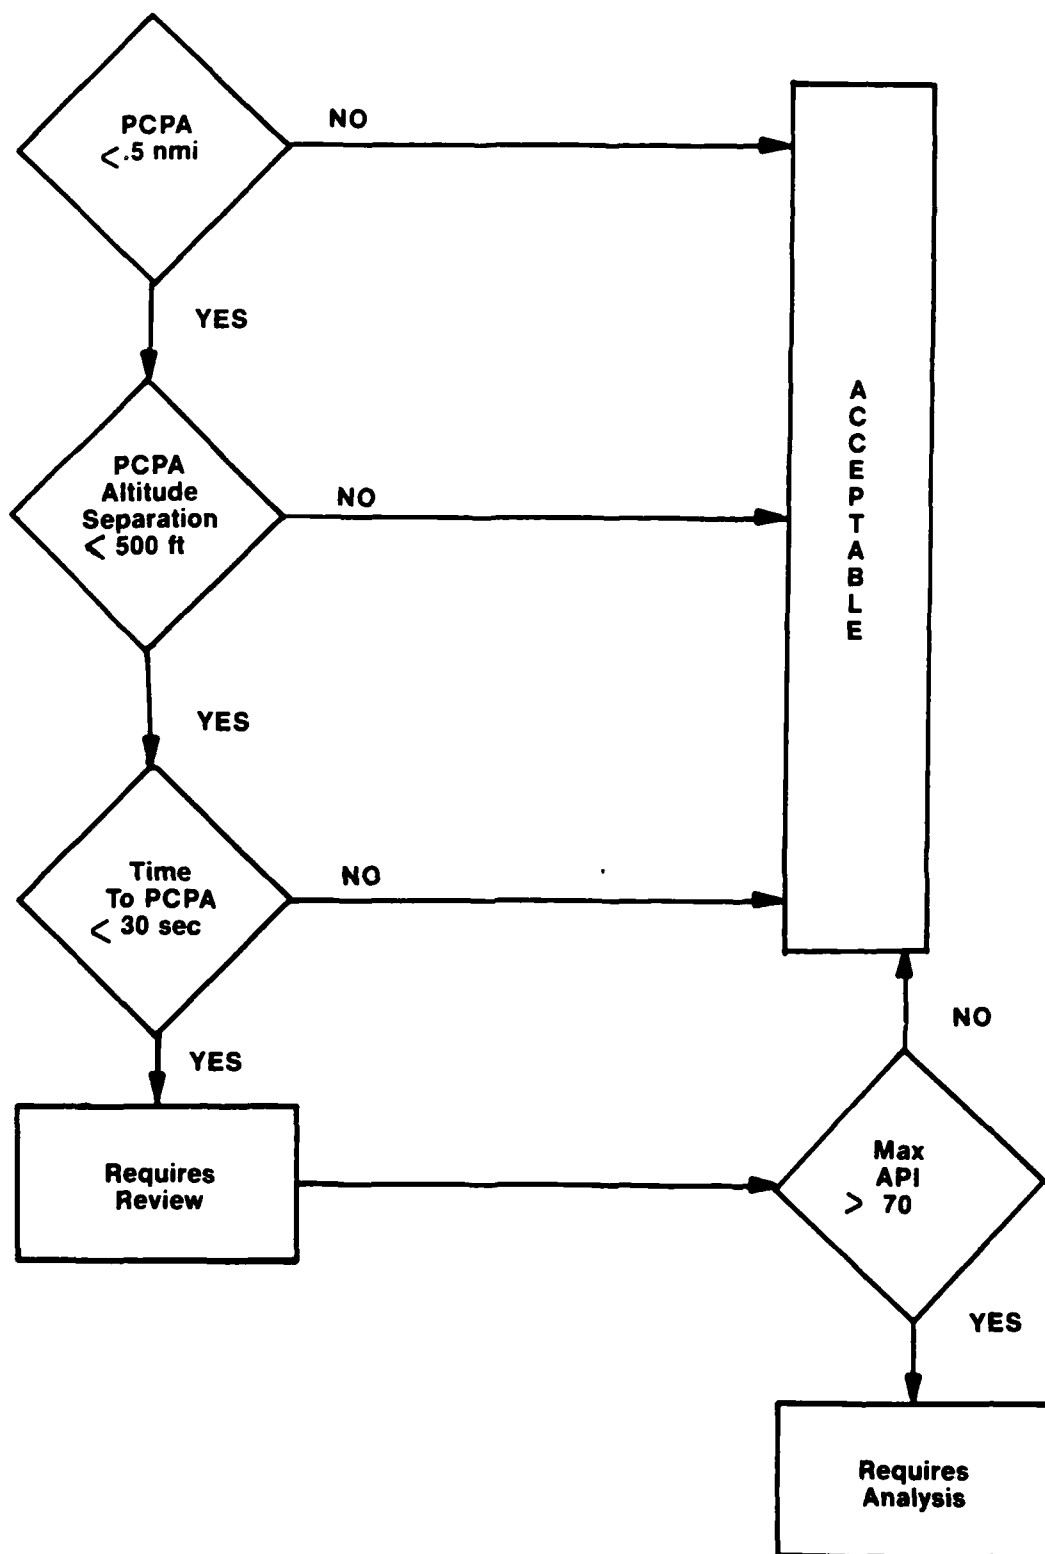 PCPA
< .5 nmi
NO
YES
PCPA
Altitude
Separation
< 500 ft
NO
YES
Time
To PCPA
< 30 sec
NO
YES
Requires
Review
A
C
C
E
P
T
A
B
L
E
NO
Max
API
> 70
YES
Requires
Analysis